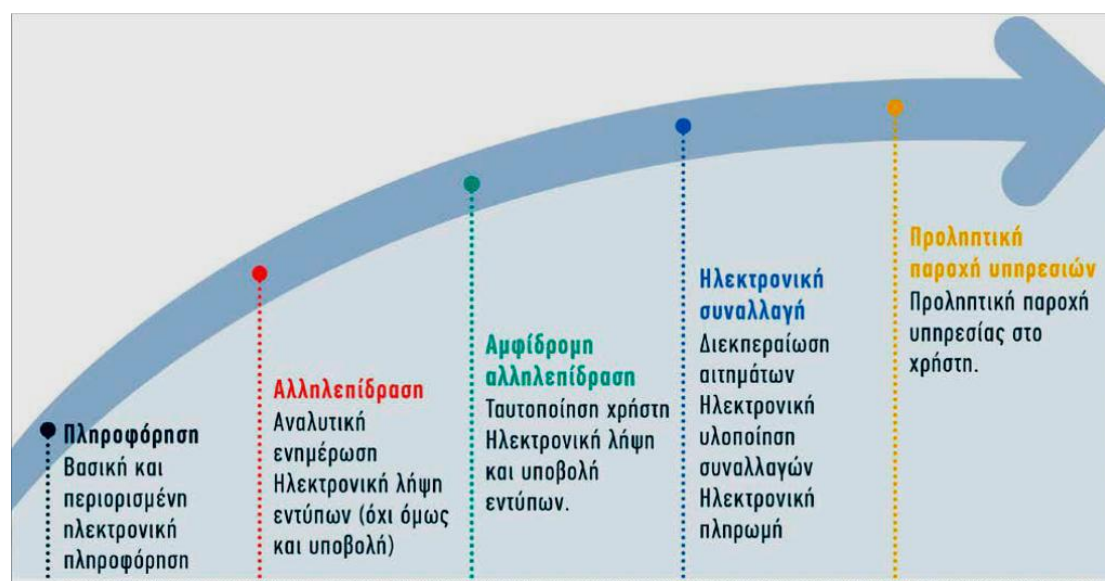 Πληροφόρηση
Βασική και
περιορισμένη
ηλεκτρονική
πληροφόρηση
Αλληλεπίδραση
Αναλυτική
ενημέρωση
Ηλεκτρονική λήψη
εντύπων (όχι όμως
και υποβολή)
Αμφίδρομη
αλληλεπίδραση
Ταυτοποίηση χρήστη
Ηλεκτρονική λήψη
και υποβολή
εντύπων.
Ηλεκτρονική
συναλλαγή
Διεκπεραίωση
αιτημάτων
Ηλεκτρονική
υλοποίηση
συναλλαγών
Ηλεκτρονική
πληρωμή
Προληπτική
παροχή υπηρεσιών
Προληπτική παροχή
υπηρεσίας στο
χρήστη.